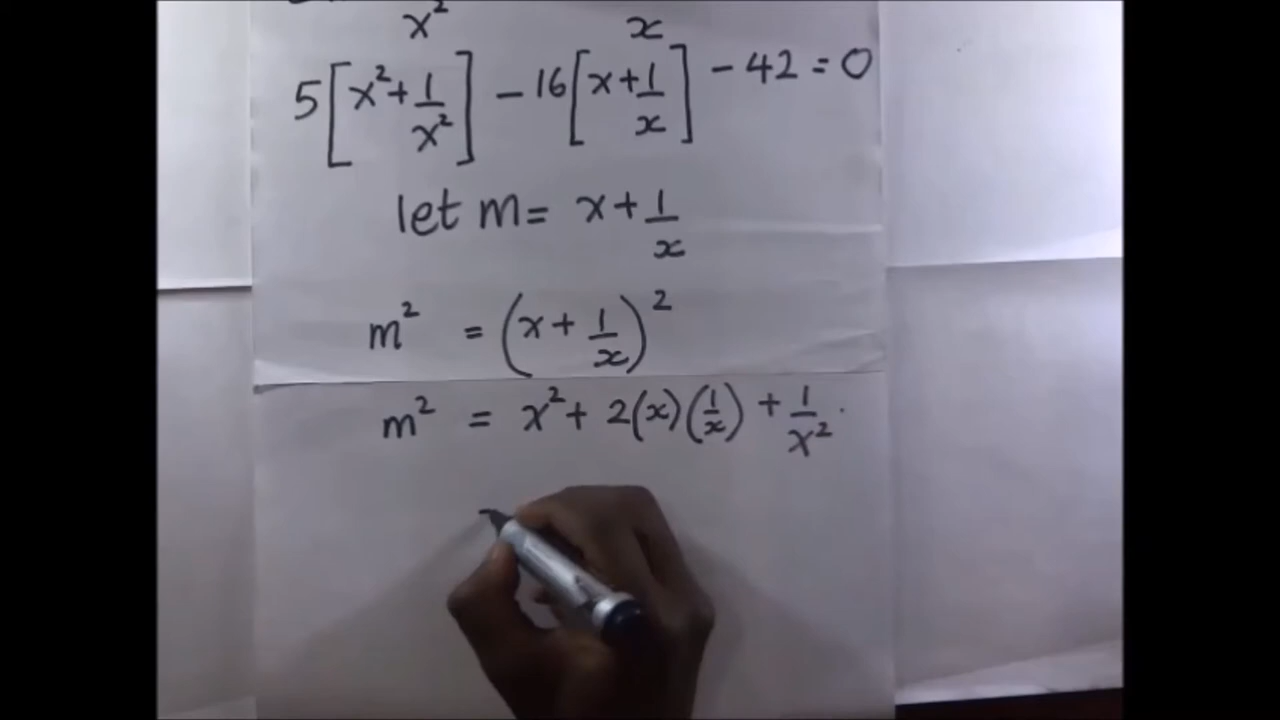 x² x
5[x² + 1/x²] - 16[x + 1/x] - 42 = 0
let m = x + 1/x
m² = (x + 1/x)²
m² = x² + 2(x)(1/x) + 1/x²